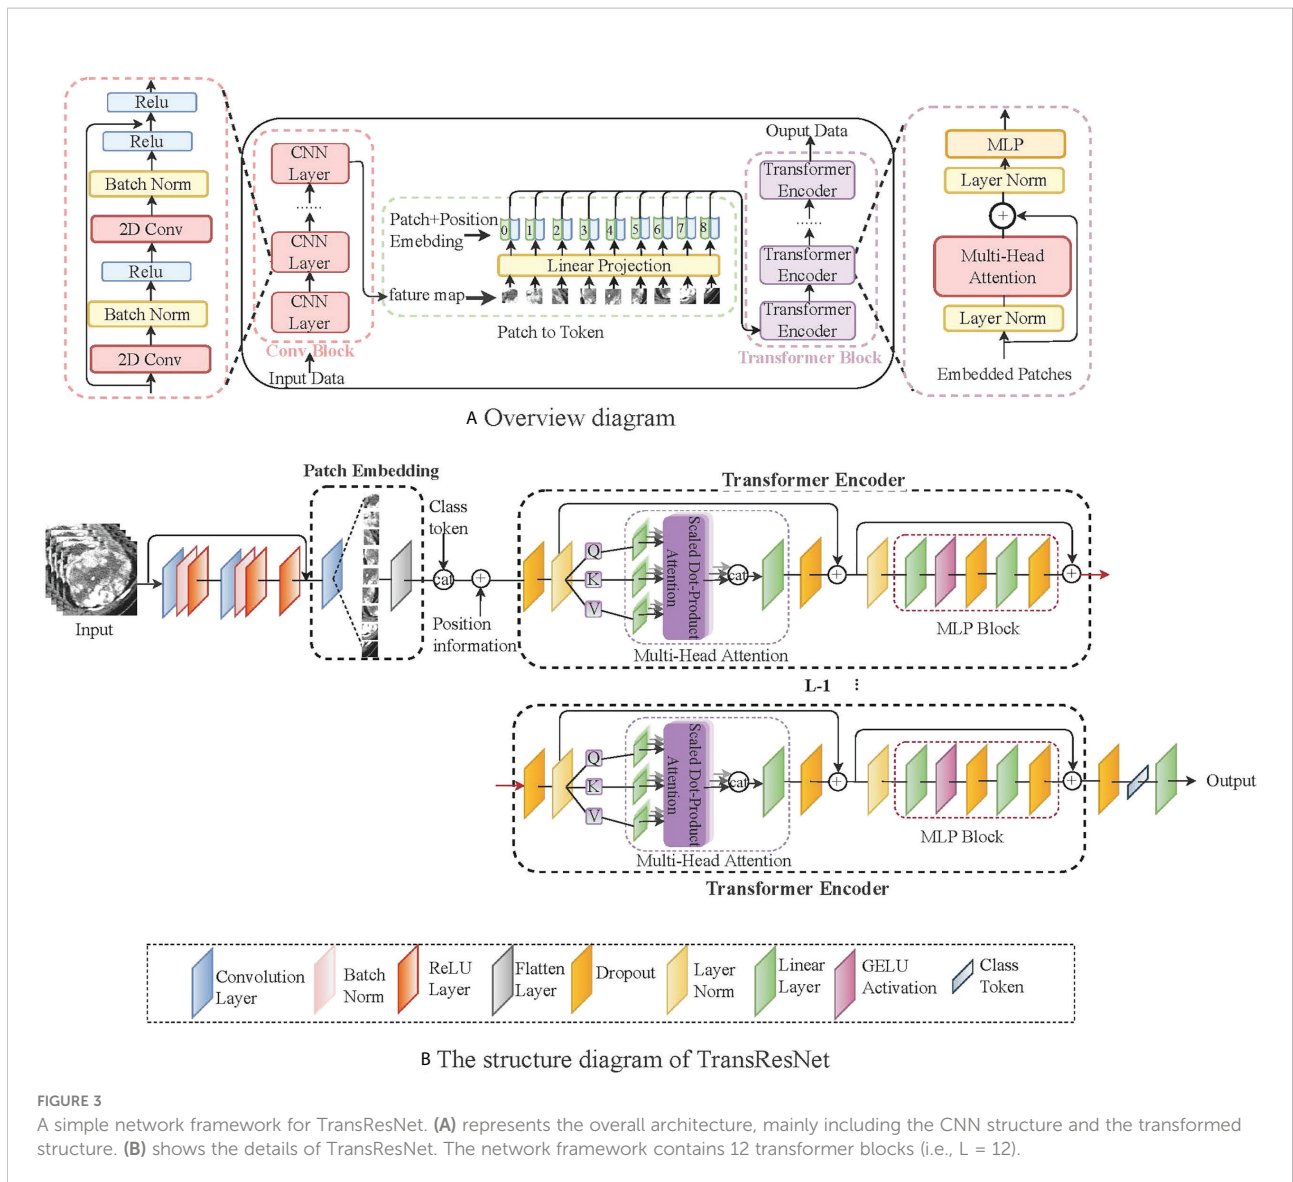 Relu
Relu
Batch Norm
2D Conv
Relu
Batch Norm
2D Conv
CNN
Layer
......
CNN
Layer
CNN
Layer
Conv Block
Input Data
Patch+Position
Emebding
0 1 2 3 4 5 6 7 8
Linear Projection
fature map
Patch to Token
Ouput Data
Transformer
Encoder
......
Transformer
Encoder
Transformer
Encoder
Transformer Block
MLP
Layer Norm
+
Multi-Head
Attention
Layer Norm
Embedded Patches
A Overview diagram
Input
Patch Embedding
Class
token
cat
+
Position
information
Transformer Encoder
Q
K
V
Scaled Dot-Product
Attention
cat
Multi-Head Attention
+
MLP Block
+
L-1 ...
Q
K
V
Scaled Dot-Product
Attention
cat
Multi-Head Attention
+
MLP Block
+
Transformer Encoder
Output
Convolution
Layer
Batch
Norm
ReLU
Layer
Flatten
Layer
Dropout
Layer
Norm
Linear
Layer
GELU
Activation
Class
Token
B The structure diagram of TransResNet
FIGURE 3
A simple network framework for TransResNet. (A) represents the overall architecture, mainly including the CNN structure and the transformed
structure. (B) shows the details of TransResNet. The network framework contains 12 transformer blocks (i.e., L = 12).